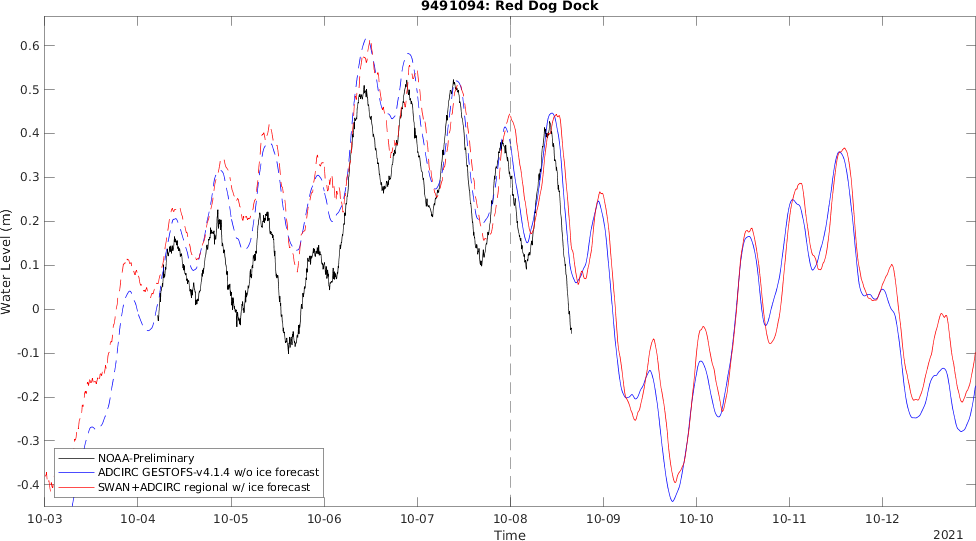 9491094: Red Dog Dock
Water Level (m)
0.6
0.5
0.4
0.3
0.2
0.1
0
-0.1
-0.2
-0.3
-0.4
NOAA-Preliminary
ADCIRC GESTOFS-v4.1.4 w/o ice forecast
SWAN+ADCIRC regional w/ ice forecast
10-03 10-04 10-05 10-06 10-07 10-08 10-09 10-10 10-11 10-12
Time
2021